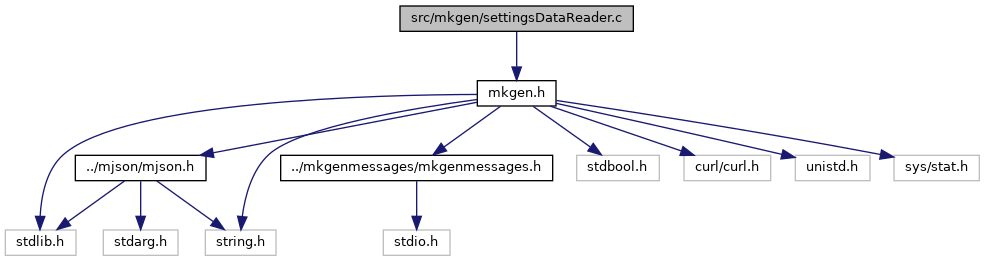 src/mkgen/settingsDataReader.c
mkgen.h
../mjson/mjson.h
../mkgenmessages/mkgenmessages.h
stdbool.h
curl/curl.h
unistd.h
sys/stat.h
stdlib.h
stdarg.h
string.h
stdio.h